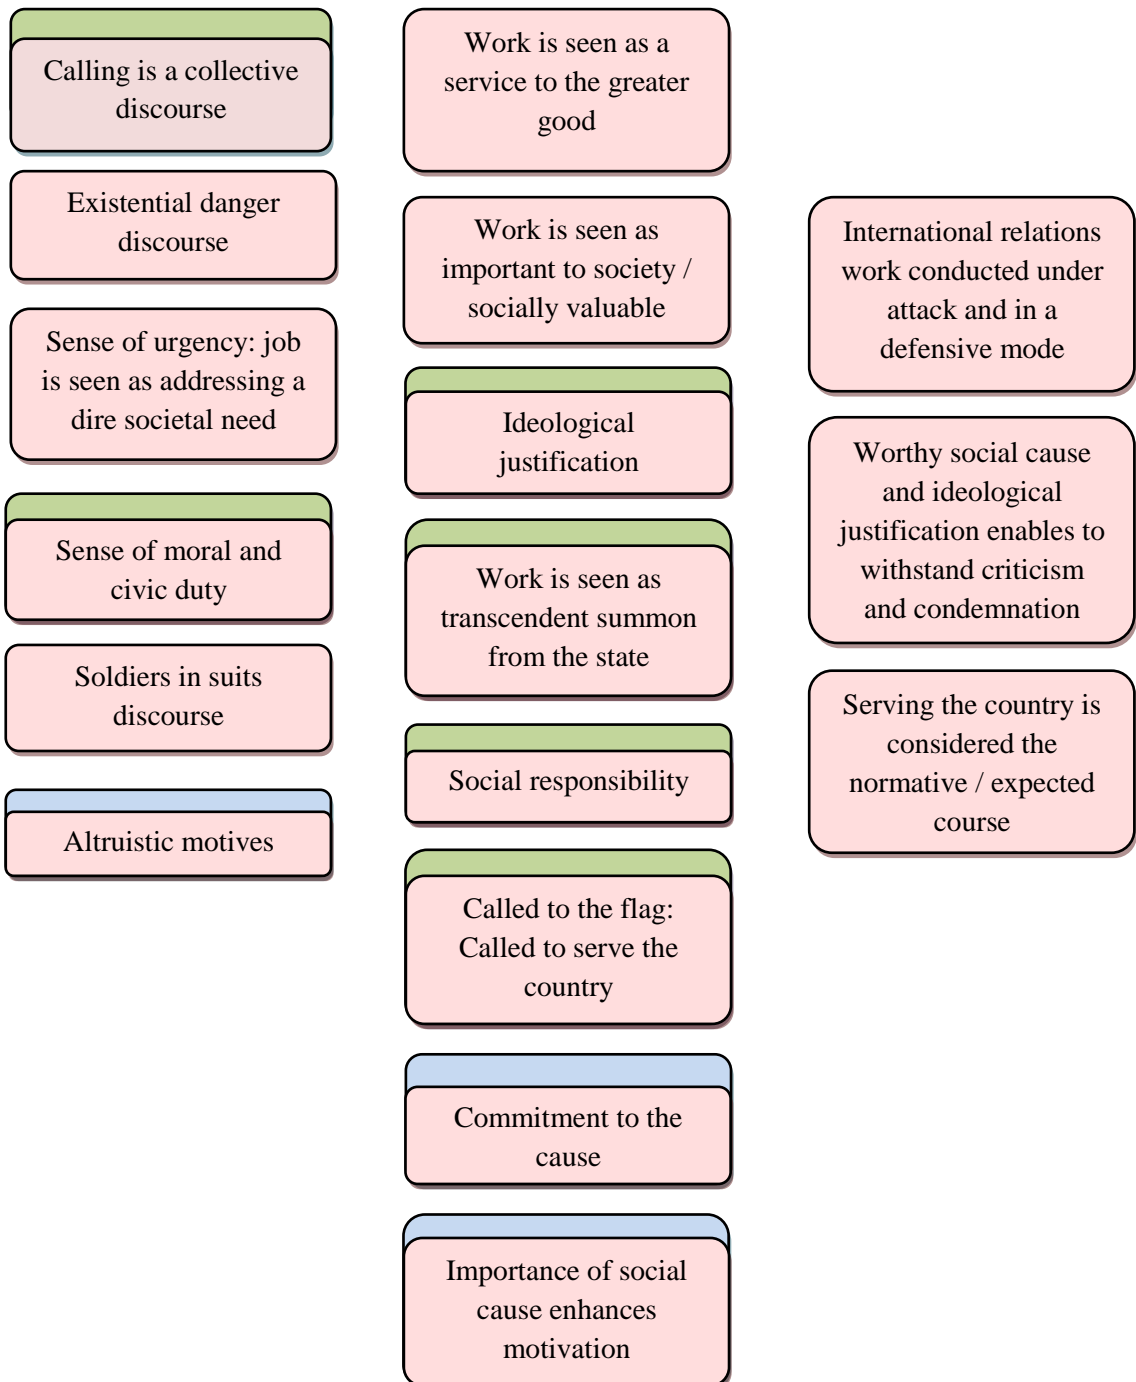 Calling is a collective
discourse
Existential danger
discourse
Sense of urgency: job
is seen as addressing a
dire societal need
Sense of moral and
civic duty
Soldiers in suits
discourse
Altruistic motives
Work is seen as a
service to the greater
good
Work is seen as
important to society /
socially valuable
Ideological
justification
Work is seen as
transcendent summon
from the state
Social responsibility
Called to the flag:
Called to serve the
country
Commitment to the
cause
Importance of social
cause enhances
motivation
International relations
work conducted under
attack and in a
defensive mode
Worthy social cause
and ideological
justification enables to
withstand criticism
and condemnation
Serving the country is
considered the
normative / expected
course